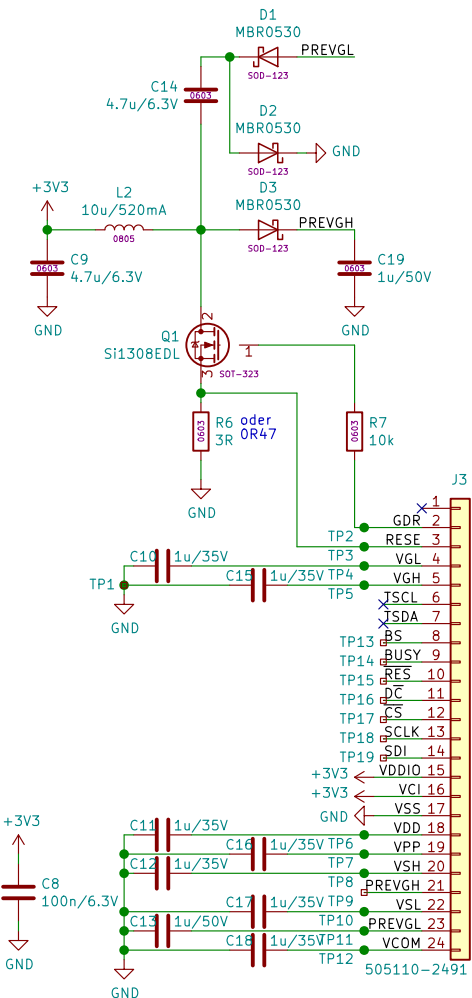 D1
MBR0530
PREVGL
SOD-123
C14
4.7u/6.3V
0603
D2
MBR0530
GND
SOD-123
D3
MBR0530
PREVGH
SOD-123
+3V3
L2
10u/520mA
0805
C9
4.7u/6.3V
0603
GND
C19
1u/50V
0603
GND
Q1
Si1308EDL
2
1
3
SOT-323
R6
3R
0603
oder
0R47
GND
R7
10k
0603
J3
1
GDR 2
TP2 RESE 3
C10 1u/35V TP3 VGL 4
TP1 C15 1u/35V TP4 VGH 5
TP5 TSCL 6
GND
TSDA 7
TP13 BS 8
TP14 BUSY 9
TP15 RES 10
TP16 DC 11
TP17 CS 12
TP18 SCLK 13
TP19 SDI 14
+3V3 VDDIO 15
+3V3 VCI 16
GND VSS 17
C11 1u/35V VDD 18
C16 1u/35V TP6 VPP 19
C12 1u/35V TP7 VSH 20
TP8 PREVGH 21
C17 1u/35V TP9 VSL 22
C13 1u/50V TP10 PREVGL 23
C18 1u/35V TP11 VCOM 24
TP12
505110-2491
GND
+3V3
C8
100n/6.3V
GND